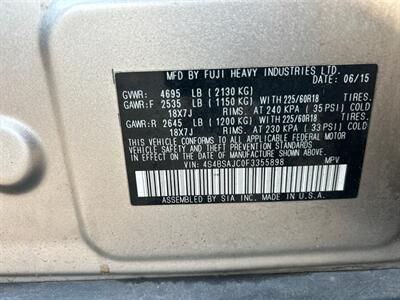 MFD BY FUJI HEAVY INDUSTRIES LTD.
DATE: 06/15
GVWR: 4695 LB (2130 KG)
GAWR:F 2535 LB (1150 KG) WITH 225/60R18 TIRES.
18X7J RIMS. AT 240 KPA (35 PSI) COLD
GAWR:R 2645 LB (1200 KG) WITH 225/60R18 TIRES.
18X7J RIMS. AT 230 KPA (33 PSI) COLD
THIS VEHICLE CONFORMS TO ALL APPLICABLE FEDERAL MOTOR
VEHICLE SAFETY AND THEFT PREVENTION STANDARDS IN EFFECT
ON THE DATE OF MANUFACTURE SHOWN ABOVE.
VIN: 4S4BSAJC0F3355898 MPV
ASSEMBLED BY SIA INC. MADE IN U.S.A.